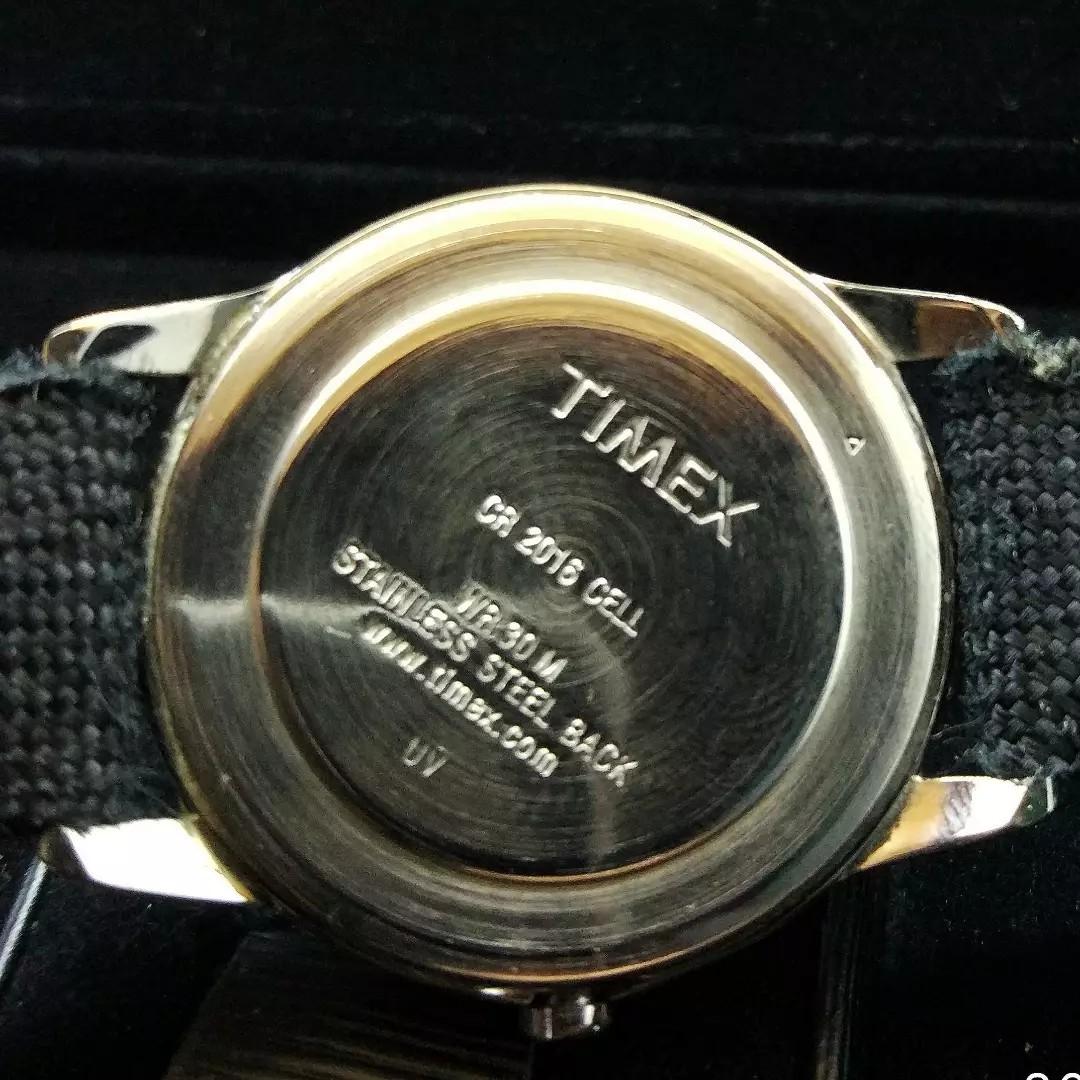 TIMEX
CR 2016 CELL
WR 30 M
STAINLESS STEEL BACK
www.timex.com
UV